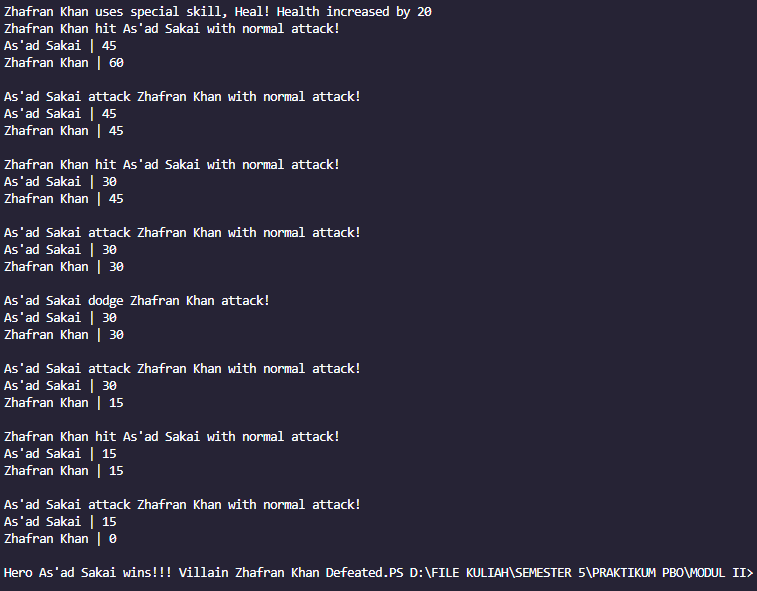 Zhafran Khan uses special skill, Heal! Health increased by 20
Zhafran Khan hit As'ad Sakai with normal attack!
As'ad Sakai | 45
Zhafran Khan | 60
As'ad Sakai attack Zhafran Khan with normal attack!
As'ad Sakai | 45
Zhafran Khan | 45
Zhafran Khan hit As'ad Sakai with normal attack!
As'ad Sakai | 30
Zhafran Khan | 45
As'ad Sakai attack Zhafran Khan with normal attack!
As'ad Sakai | 30
Zhafran Khan | 30
As'ad Sakai dodge Zhafran Khan attack!
As'ad Sakai | 30
Zhafran Khan | 30
As'ad Sakai attack Zhafran Khan with normal attack!
As'ad Sakai | 30
Zhafran Khan | 15
Zhafran Khan hit As'ad Sakai with normal attack!
As'ad Sakai | 15
Zhafran Khan | 15
As'ad Sakai attack Zhafran Khan with normal attack!
As'ad Sakai | 15
Zhafran Khan | 0
Hero As'ad Sakai wins!!! Villain Zhafran Khan Defeated.PS D:\FILE KULIAH\SEMESTER 5\PRAKTIKUM PBO\MODUL II>